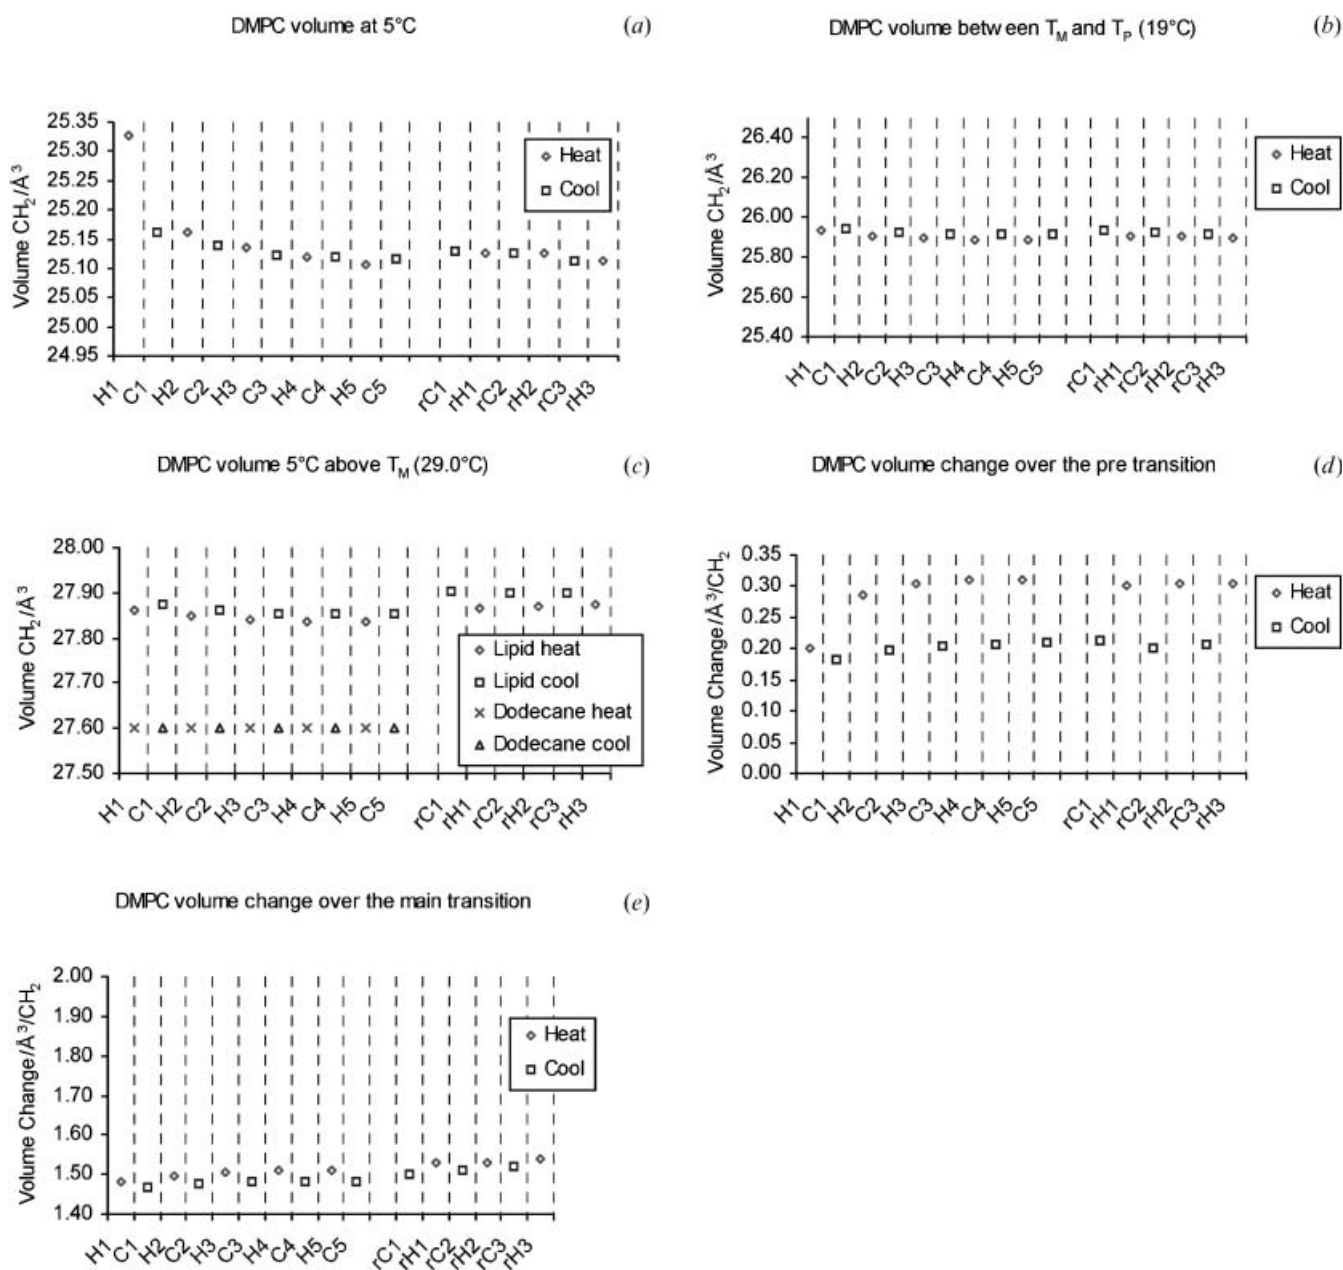 DMPC volume at 5°C (a)
Volume CH2/Å3
25.35
25.30
25.25
25.20
25.15
25.10
25.05
25.00
24.95
Heat
Cool
H1 C1 H2 C2 H3 C3 H4 C4 H5 C5 rC1 rH1 rC2 rH2 rC3 rH3
DMPC volume between TM and TP (19°C) (b)
Volume CH2/Å3
26.40
26.20
26.00
25.80
25.60
25.40
Heat
Cool
H1 C1 H2 C2 H3 C3 H4 C4 H5 C5 rC1 rH1 rC2 rH2 rC3 rH3
DMPC volume 5°C above TM (29.0°C) (c)
Volume CH2/Å3
28.00
27.90
27.80
27.70
27.60
27.50
Lipid heat
Lipid cool
Dodecane heat
Dodecane cool
H1 C1 H2 C2 H3 C3 H4 C4 H5 C5 rC1 rH1 rC2 rH2 rC3 rH3
DMPC volume change over the pre transition (d)
Volume Change/Å3/CH2
0.35
0.30
0.25
0.20
0.15
0.10
0.05
0.00
Heat
Cool
H1 C1 H2 C2 H3 C3 H4 C4 H5 C5 rC1 rH1 rC2 rH2 rC3 rH3
DMPC volume change over the main transition (e)
Volume Change/Å3/CH2
2.00
1.90
1.80
1.70
1.60
1.50
1.40
Heat
Cool
H1 C1 H2 C2 H3 C3 H4 C4 H5 C5 rC1 rH1 rC2 rH2 rC3 rH3